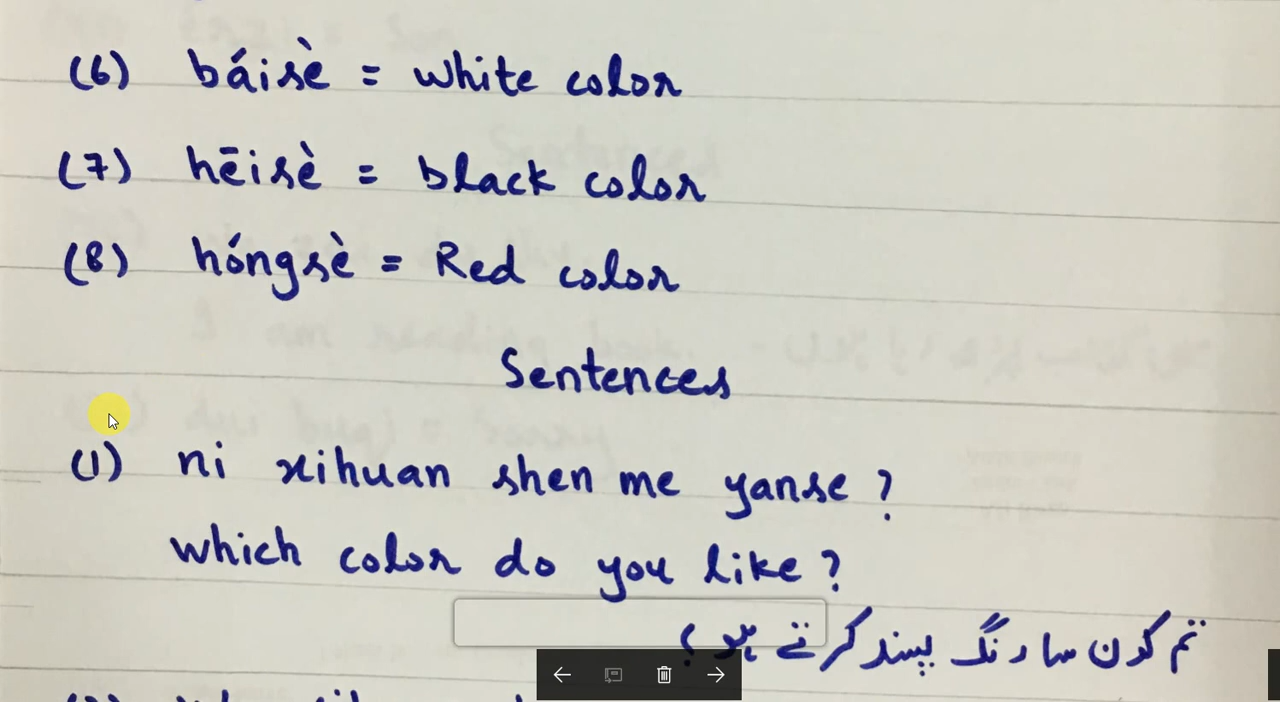 (6) báisè = white color
(7) hēisè = black color
(8) hóngsè = Red color
Sentences
(1) ni xihuan shen me yanse ?
which color do you like ?
تم کون سا رنگ پسند کرتے ہو ؟